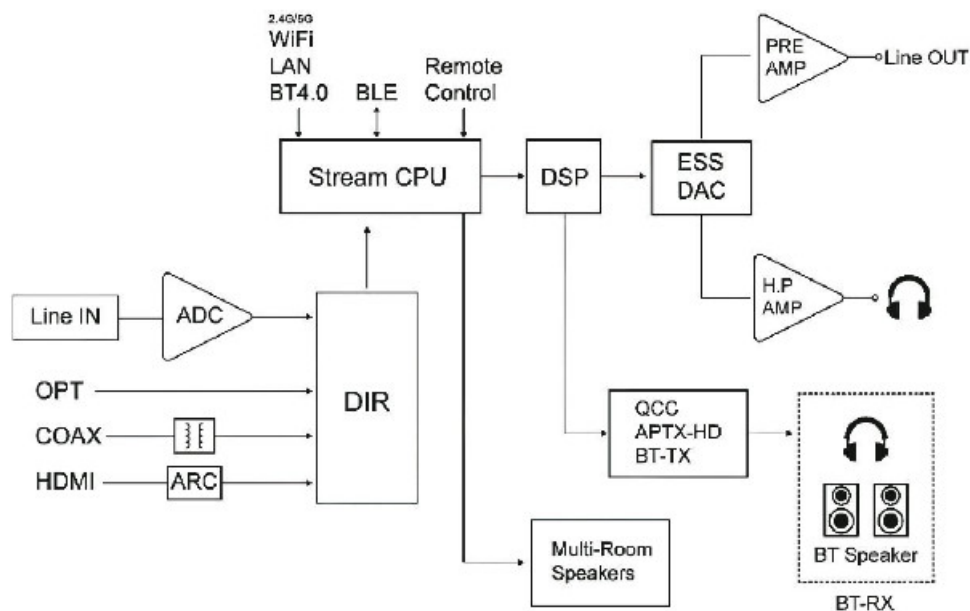 2.4G/5G
WiFi
LAN
BT4.0
BLE
Remote
Control
Stream CPU
DSP
ESS
DAC
PRE
AMP
Line OUT
H.P
AMP
Line IN
ADC
OPT
COAX
HDMI
ARC
DIR
QCC
APTX-HD
BT-TX
Multi-Room
Speakers
BT Speaker
BT-RX